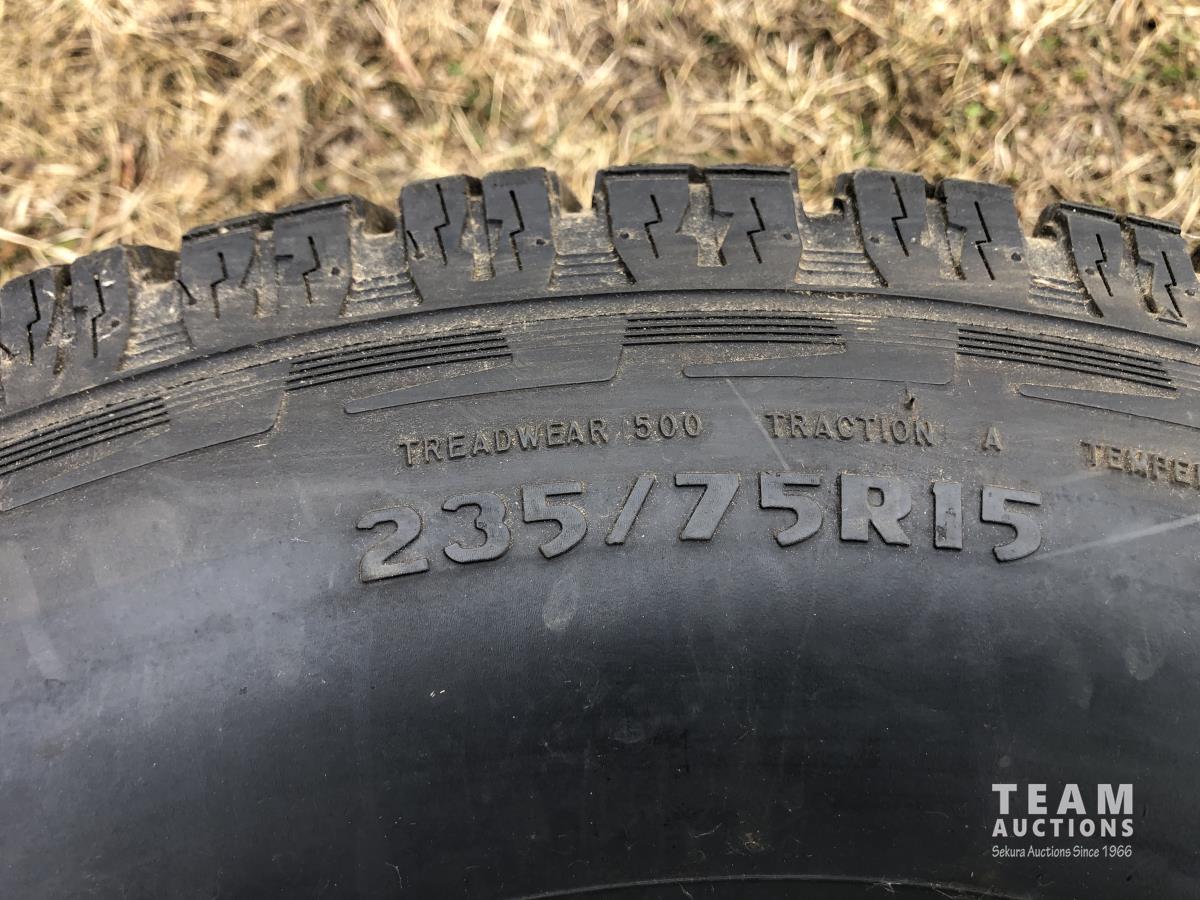 TREADWEAR 500 TRACTION A
235/75R15
TEAM
AUCTIONS
Sekura Auctions Since 1966